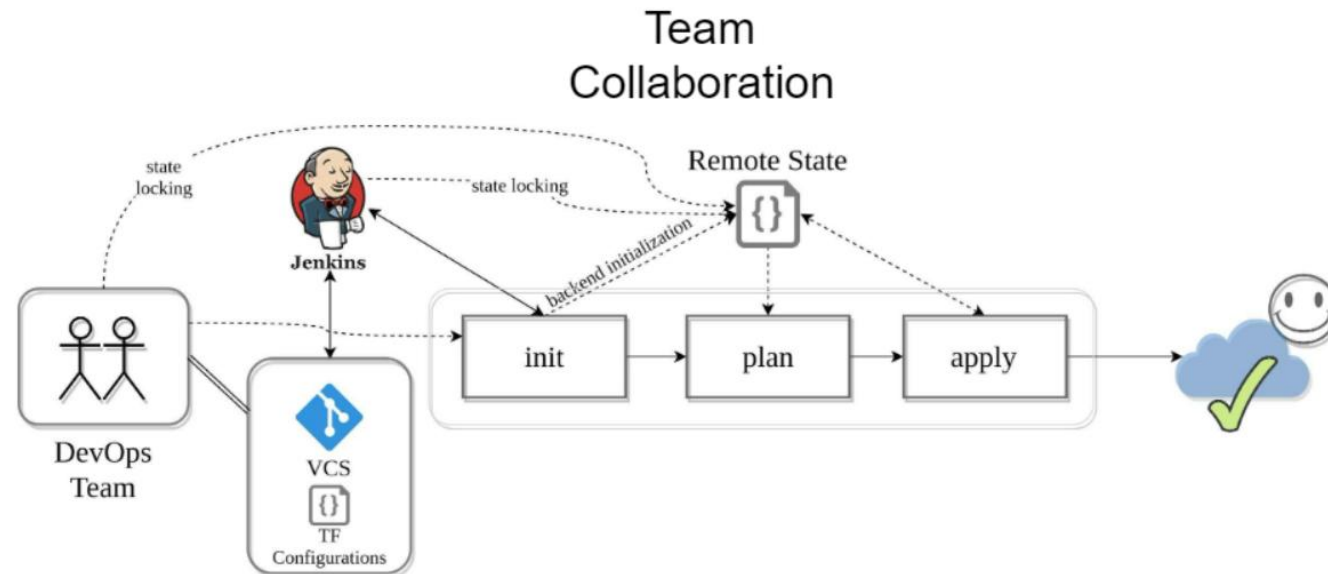 Team
Collaboration
state
locking
Jenkins
state locking
Remote State
{}
backend initialization
init
plan
apply
DevOps
Team
VCS
{}
TF
Configurations